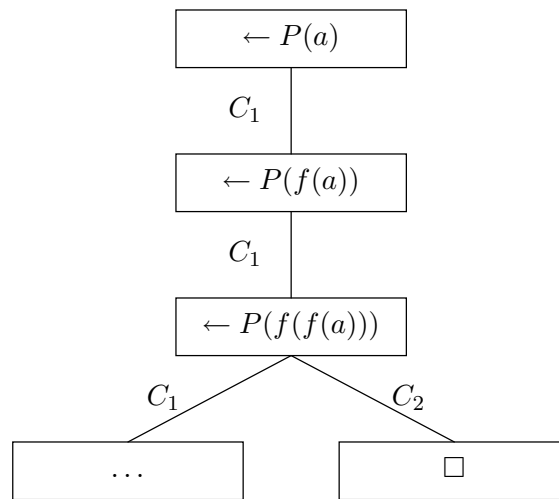 ← P(a)
C₁
← P(f(a))
C₁
← P(f(f(a)))
C₁ C₂
... □